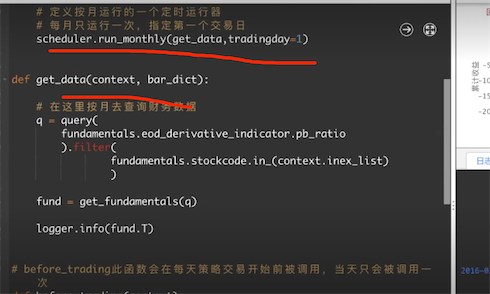 # 定义按月运行的一个定时运行器
# 每月只运行一次，指定第一个交易日
scheduler.run_monthly(get_data,tradingday=1)
def get_data(context, bar_dict):
# 在这里按月去查询财务数据
q = query(
fundamentals.eod_derivative_indicator.pb_ratio
).filter(
fundamentals.stockcode.in_(context.inex_list)
)
fund = get_fundamentals(q)
logger.info(fund.T)
# before_trading此函数会在每天策略交易开始前被调用，当天只会被调用一
次
累计收益
-5
-10
-15
-20
日志
2016-0